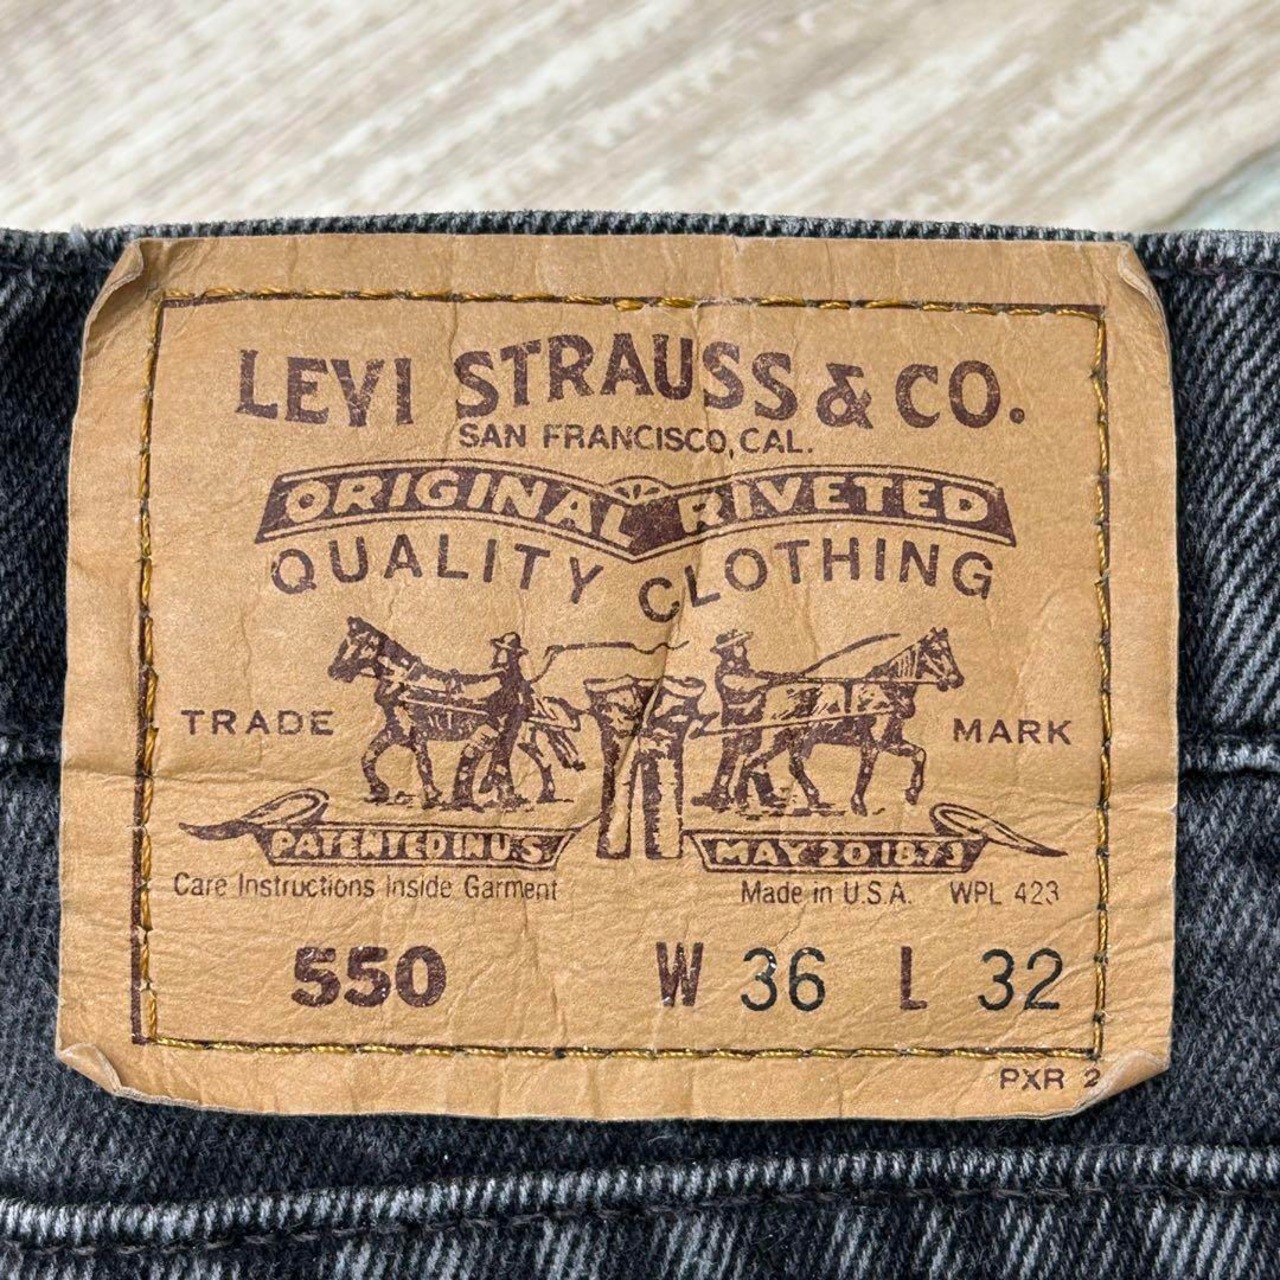 LEVI STRAUSS & CO.
SAN FRANCISCO, CAL.
ORIGINAL RIVETED
QUALITY CLOTHING
TRADE MARK
PATENTED IN U.S. MAY 20 1873
Care Instructions Inside Garment Made in U.S.A. WPL 423
550 W 36 L 32
PXR 2